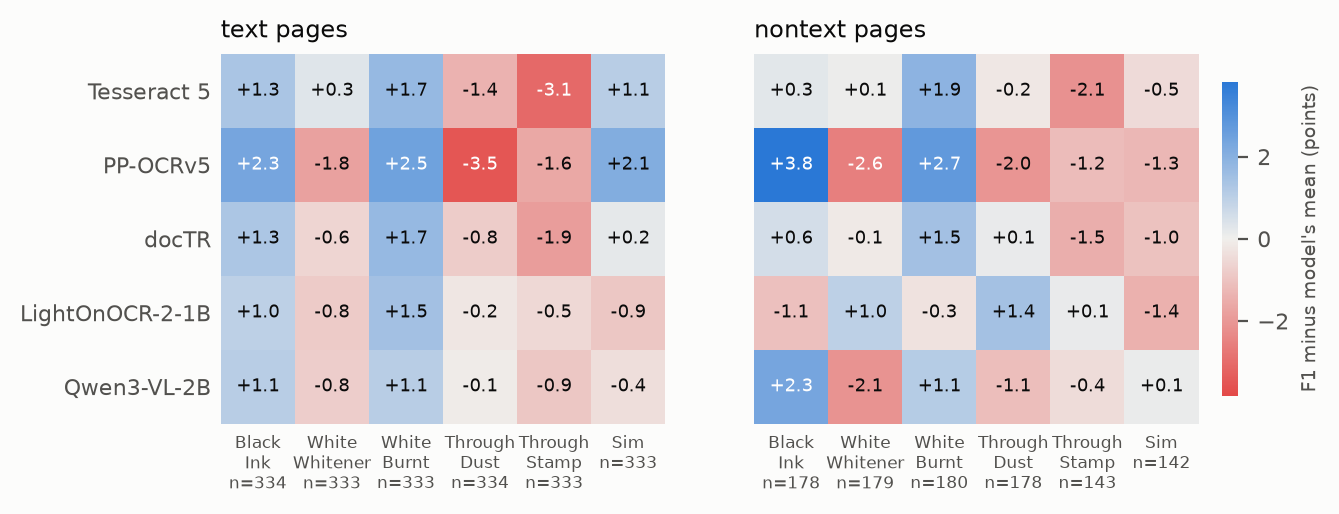 text pages
nontext pages
Tesseract 5
+1.3 +0.3 +1.7 -1.4 -3.1 +1.1
+0.3 +0.1 +1.9 -0.2 -2.1 -0.5
PP-OCRv5
+2.3 -1.8 +2.5 -3.5 -1.6 +2.1
+3.8 -2.6 +2.7 -2.0 -1.2 -1.3
docTR
+1.3 -0.6 +1.7 -0.8 -1.9 +0.2
+0.6 -0.1 +1.5 +0.1 -1.5 -1.0
LightOnOCR-2-1B
+1.0 -0.8 +1.5 -0.2 -0.5 -0.9
-1.1 +1.0 -0.3 +1.4 +0.1 -1.4
Qwen3-VL-2B
+1.1 -0.8 +1.1 -0.1 -0.9 -0.4
+2.3 -2.1 +1.1 -1.1 -0.4 +0.1
Black
Ink
n=334
White
Whitener
n=333
White
Burnt
n=333
Through
Dust
n=334
Through
Stamp
n=333
Sim
n=333
Black
Ink
n=178
White
Whitener
n=179
White
Burnt
n=180
Through
Dust
n=178
Through
Stamp
n=143
Sim
n=142
2
0
−2
F1 minus model's mean (points)